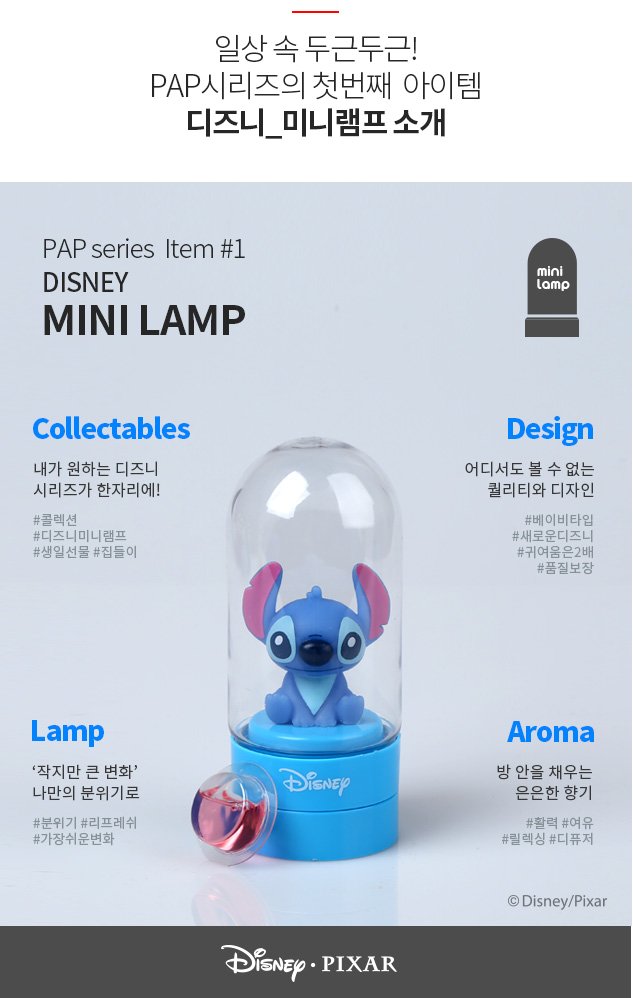 일상 속 두근두근!
PAP시리즈의 첫번째 아이템
디즈니_미니램프 소개
PAP series Item #1
DISNEY
MINI LAMP
mini
lamp
Collectables
내가 원하는 디즈니
시리즈가 한자리에!
#콜렉션
#디즈니미니램프
#생일선물 #집들이
Design
어디서도 볼 수 없는
퀄리티와 디자인
#베이비타입
#새로운디즈니
#귀여움은2배
#품질보장
Lamp
‘작지만 큰 변화’
나만의 분위기로
#분위기 #리프레쉬
#가장쉬운변화
Aroma
방 안을 채우는
은은한 향기
#활력 #여유
#릴렉싱 #디퓨저
Disney
©Disney/Pixar
Disney · PIXAR